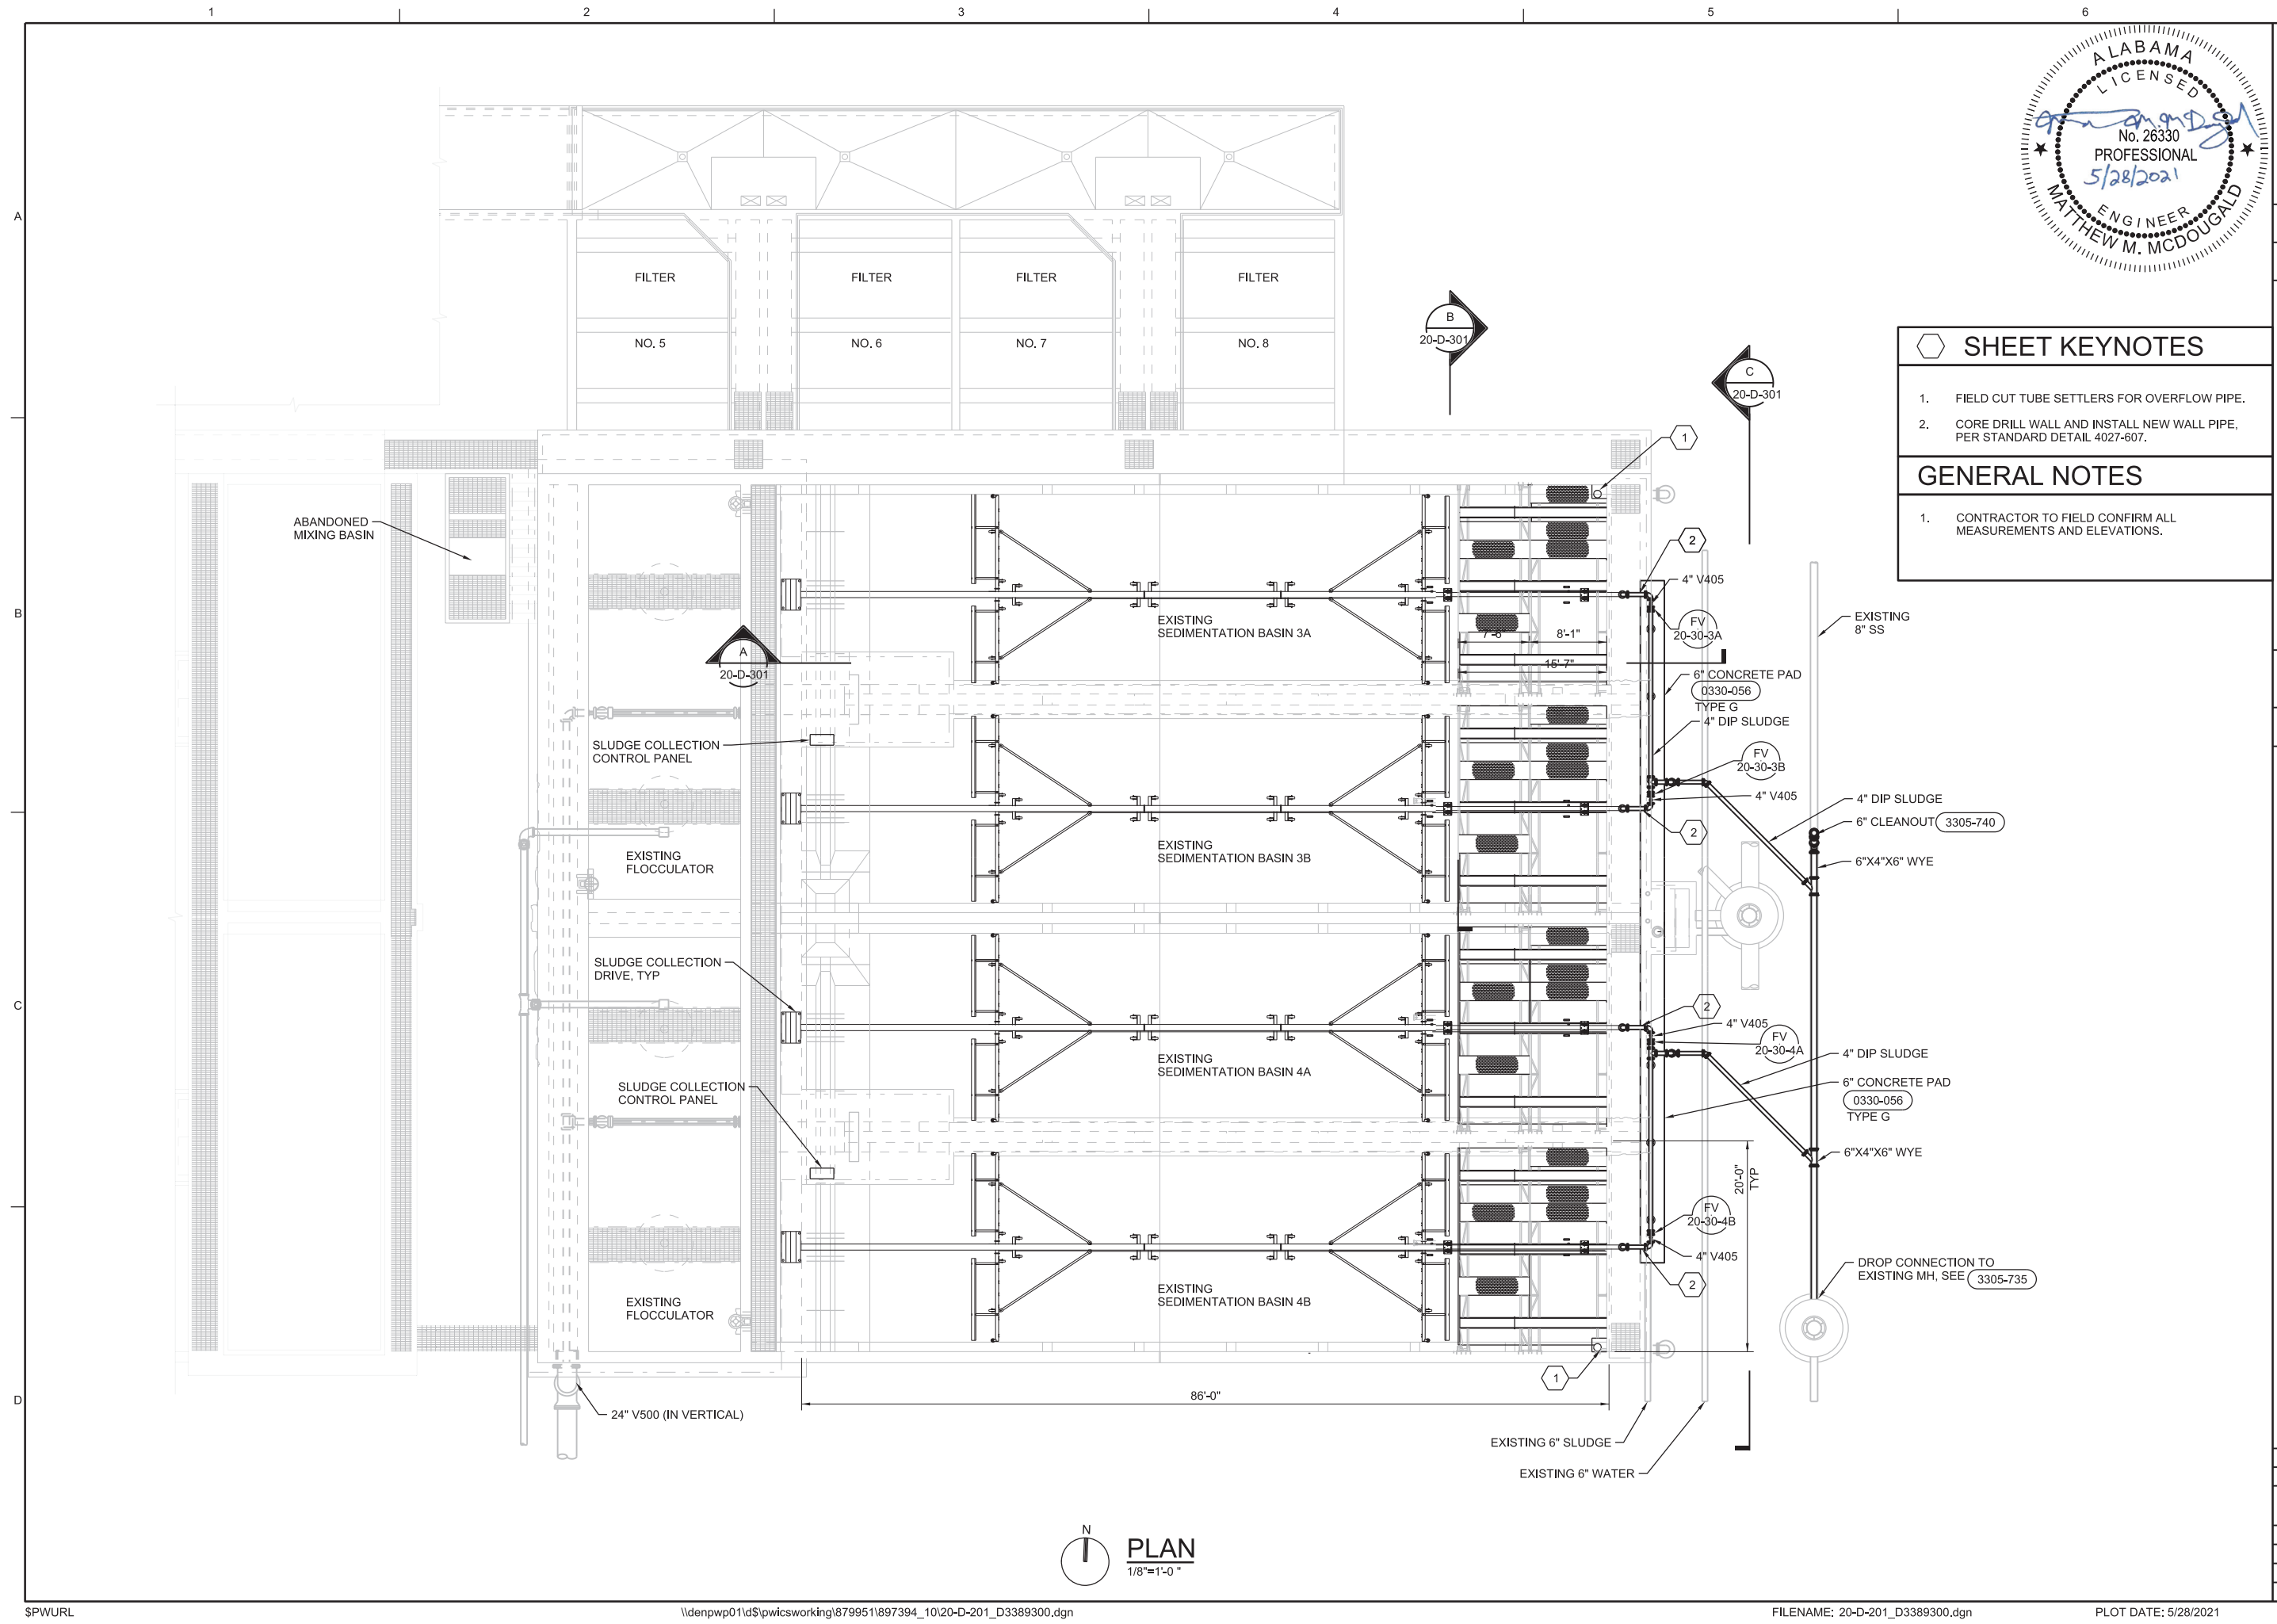 1 2 3 4 5 6
ALABAMA
LICENSED
No. 26330
PROFESSIONAL
5/28/2021
ENGINEER
MATTHEW M. MCDOUGALD
A
B
C
D
FILTER FILTER FILTER FILTER
NO. 5 NO. 6 NO. 7 NO. 8
B
20-D-301
C
20-D-301
SHEET KEYNOTES
1. FIELD CUT TUBE SETTLERS FOR OVERFLOW PIPE.
2. CORE DRILL WALL AND INSTALL NEW WALL PIPE,
PER STANDARD DETAIL 4027-607.
GENERAL NOTES
1. CONTRACTOR TO FIELD CONFIRM ALL
MEASUREMENTS AND ELEVATIONS.
1
ABANDONED
MIXING BASIN
2
4" V405
FV
20-30-3A
EXISTING
8" SS
EXISTING
SEDIMENTATION BASIN 3A
7'-6" 8'-1"
15'-7"
A
20-D-301
6" CONCRETE PAD
0330-056
TYPE G
4" DIP SLUDGE
SLUDGE COLLECTION
CONTROL PANEL
FV
20-30-3B
4" V405
4" DIP SLUDGE
6" CLEANOUT 3305-740
2
6"X4"X6" WYE
EXISTING
FLOCCULATOR
EXISTING
SEDIMENTATION BASIN 3B
SLUDGE COLLECTION
DRIVE, TYP
2
4" V405
FV
20-30-4A
4" DIP SLUDGE
EXISTING
SEDIMENTATION BASIN 4A
SLUDGE COLLECTION
CONTROL PANEL
6" CONCRETE PAD
0330-056
TYPE G
6"X4"X6" WYE
20'-0"
TYP
FV
20-30-4B
4" V405
2
DROP CONNECTION TO
EXISTING MH, SEE 3305-735
EXISTING
FLOCCULATOR
EXISTING
SEDIMENTATION BASIN 4B
1
86'-0"
24" V500 (IN VERTICAL)
EXISTING 6" SLUDGE
EXISTING 6" WATER
N
PLAN
1/8"=1'-0 "
$PWURL
\\denpwp01\d$\pwicsworking\879951\897394_10\20-D-201_D3389300.dgn
FILENAME: 20-D-201_D3389300.dgn
PLOT DATE: 5/28/2021